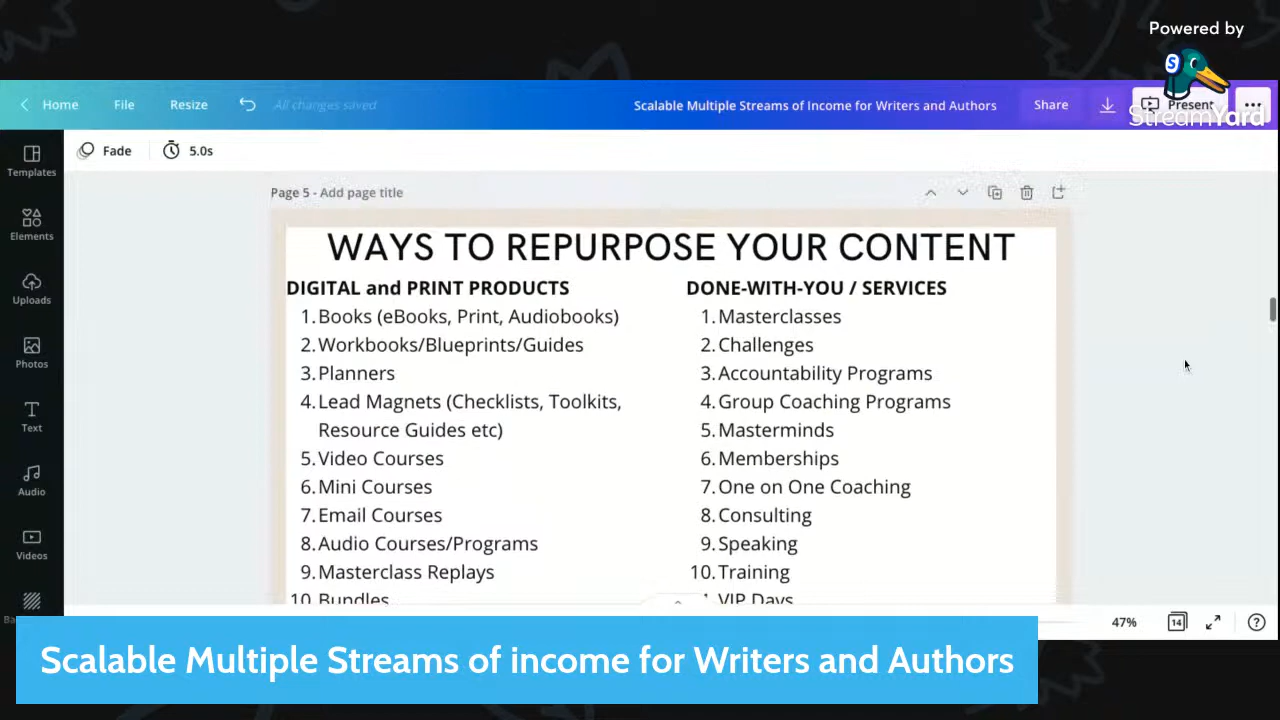 Powered by
StreamYard
Home
File
Resize
All changes saved
Scalable Multiple Streams of Income for Writers and Authors
Share
Present
Templates
Elements
Uploads
Text
Audio
Videos
Photos
Fade
5.0s
Page 5 - Add page title
WAYS TO REPURPOSE YOUR CONTENT
DIGITAL and PRINT PRODUCTS
1. Books (eBooks, Print, Audiobooks)
2. Workbooks/Blueprints/Guides
3. Planners
4. Lead Magnets (Checklists, Toolkits,
Resource Guides etc)
5. Video Courses
6. Mini Courses
7. Email Courses
8. Audio Courses/Programs
9. Masterclass Replays
10. Bundles
DONE-WITH-YOU / SERVICES
1. Masterclasses
2. Challenges
3. Accountability Programs
4. Group Coaching Programs
5. Masterminds
6. Memberships
7. One on One Coaching
8. Consulting
9. Speaking
10. Training
VIP Days
47%
14
Scalable Multiple Streams of income for Writers and Authors